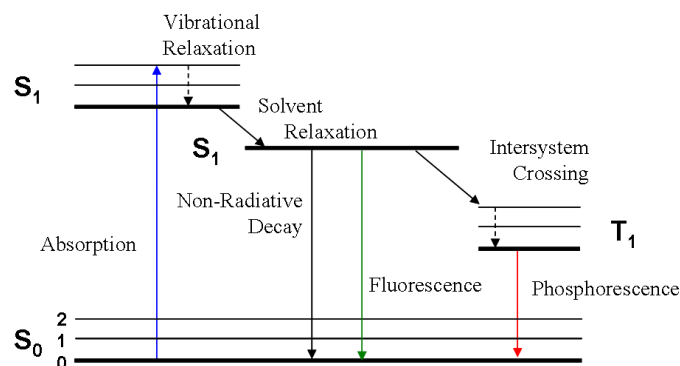 Vibrational
Relaxation
S1
Solvent
Relaxation
S1
Intersystem
Crossing
Non-Radiative
Decay
T1
Absorption
Fluorescence
Phosphorescence
S0
2
1
0